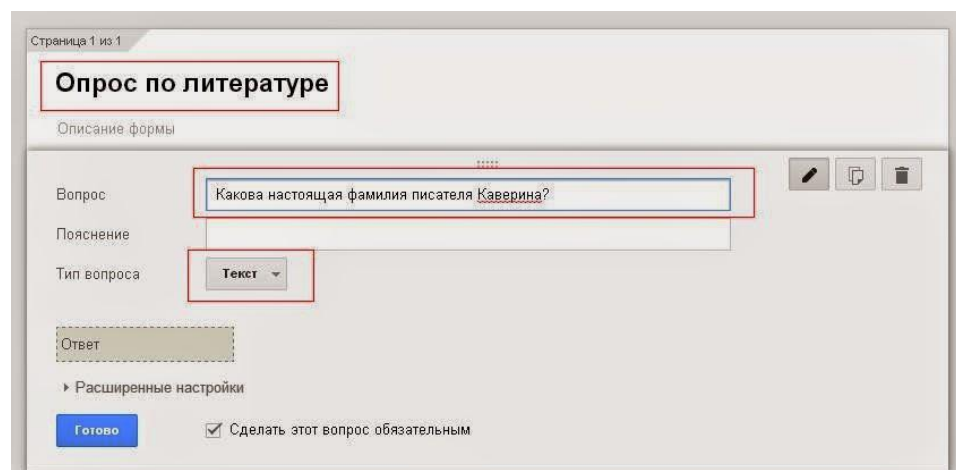 Страница 1 из 1
Опрос по литературе
Описание формы
Вопрос
Какова настоящая фамилия писателя Каверина?
Пояснение
Тип вопроса
Текст
Ответ
Расширенные настройки
Готово
Сделать этот вопрос обязательным